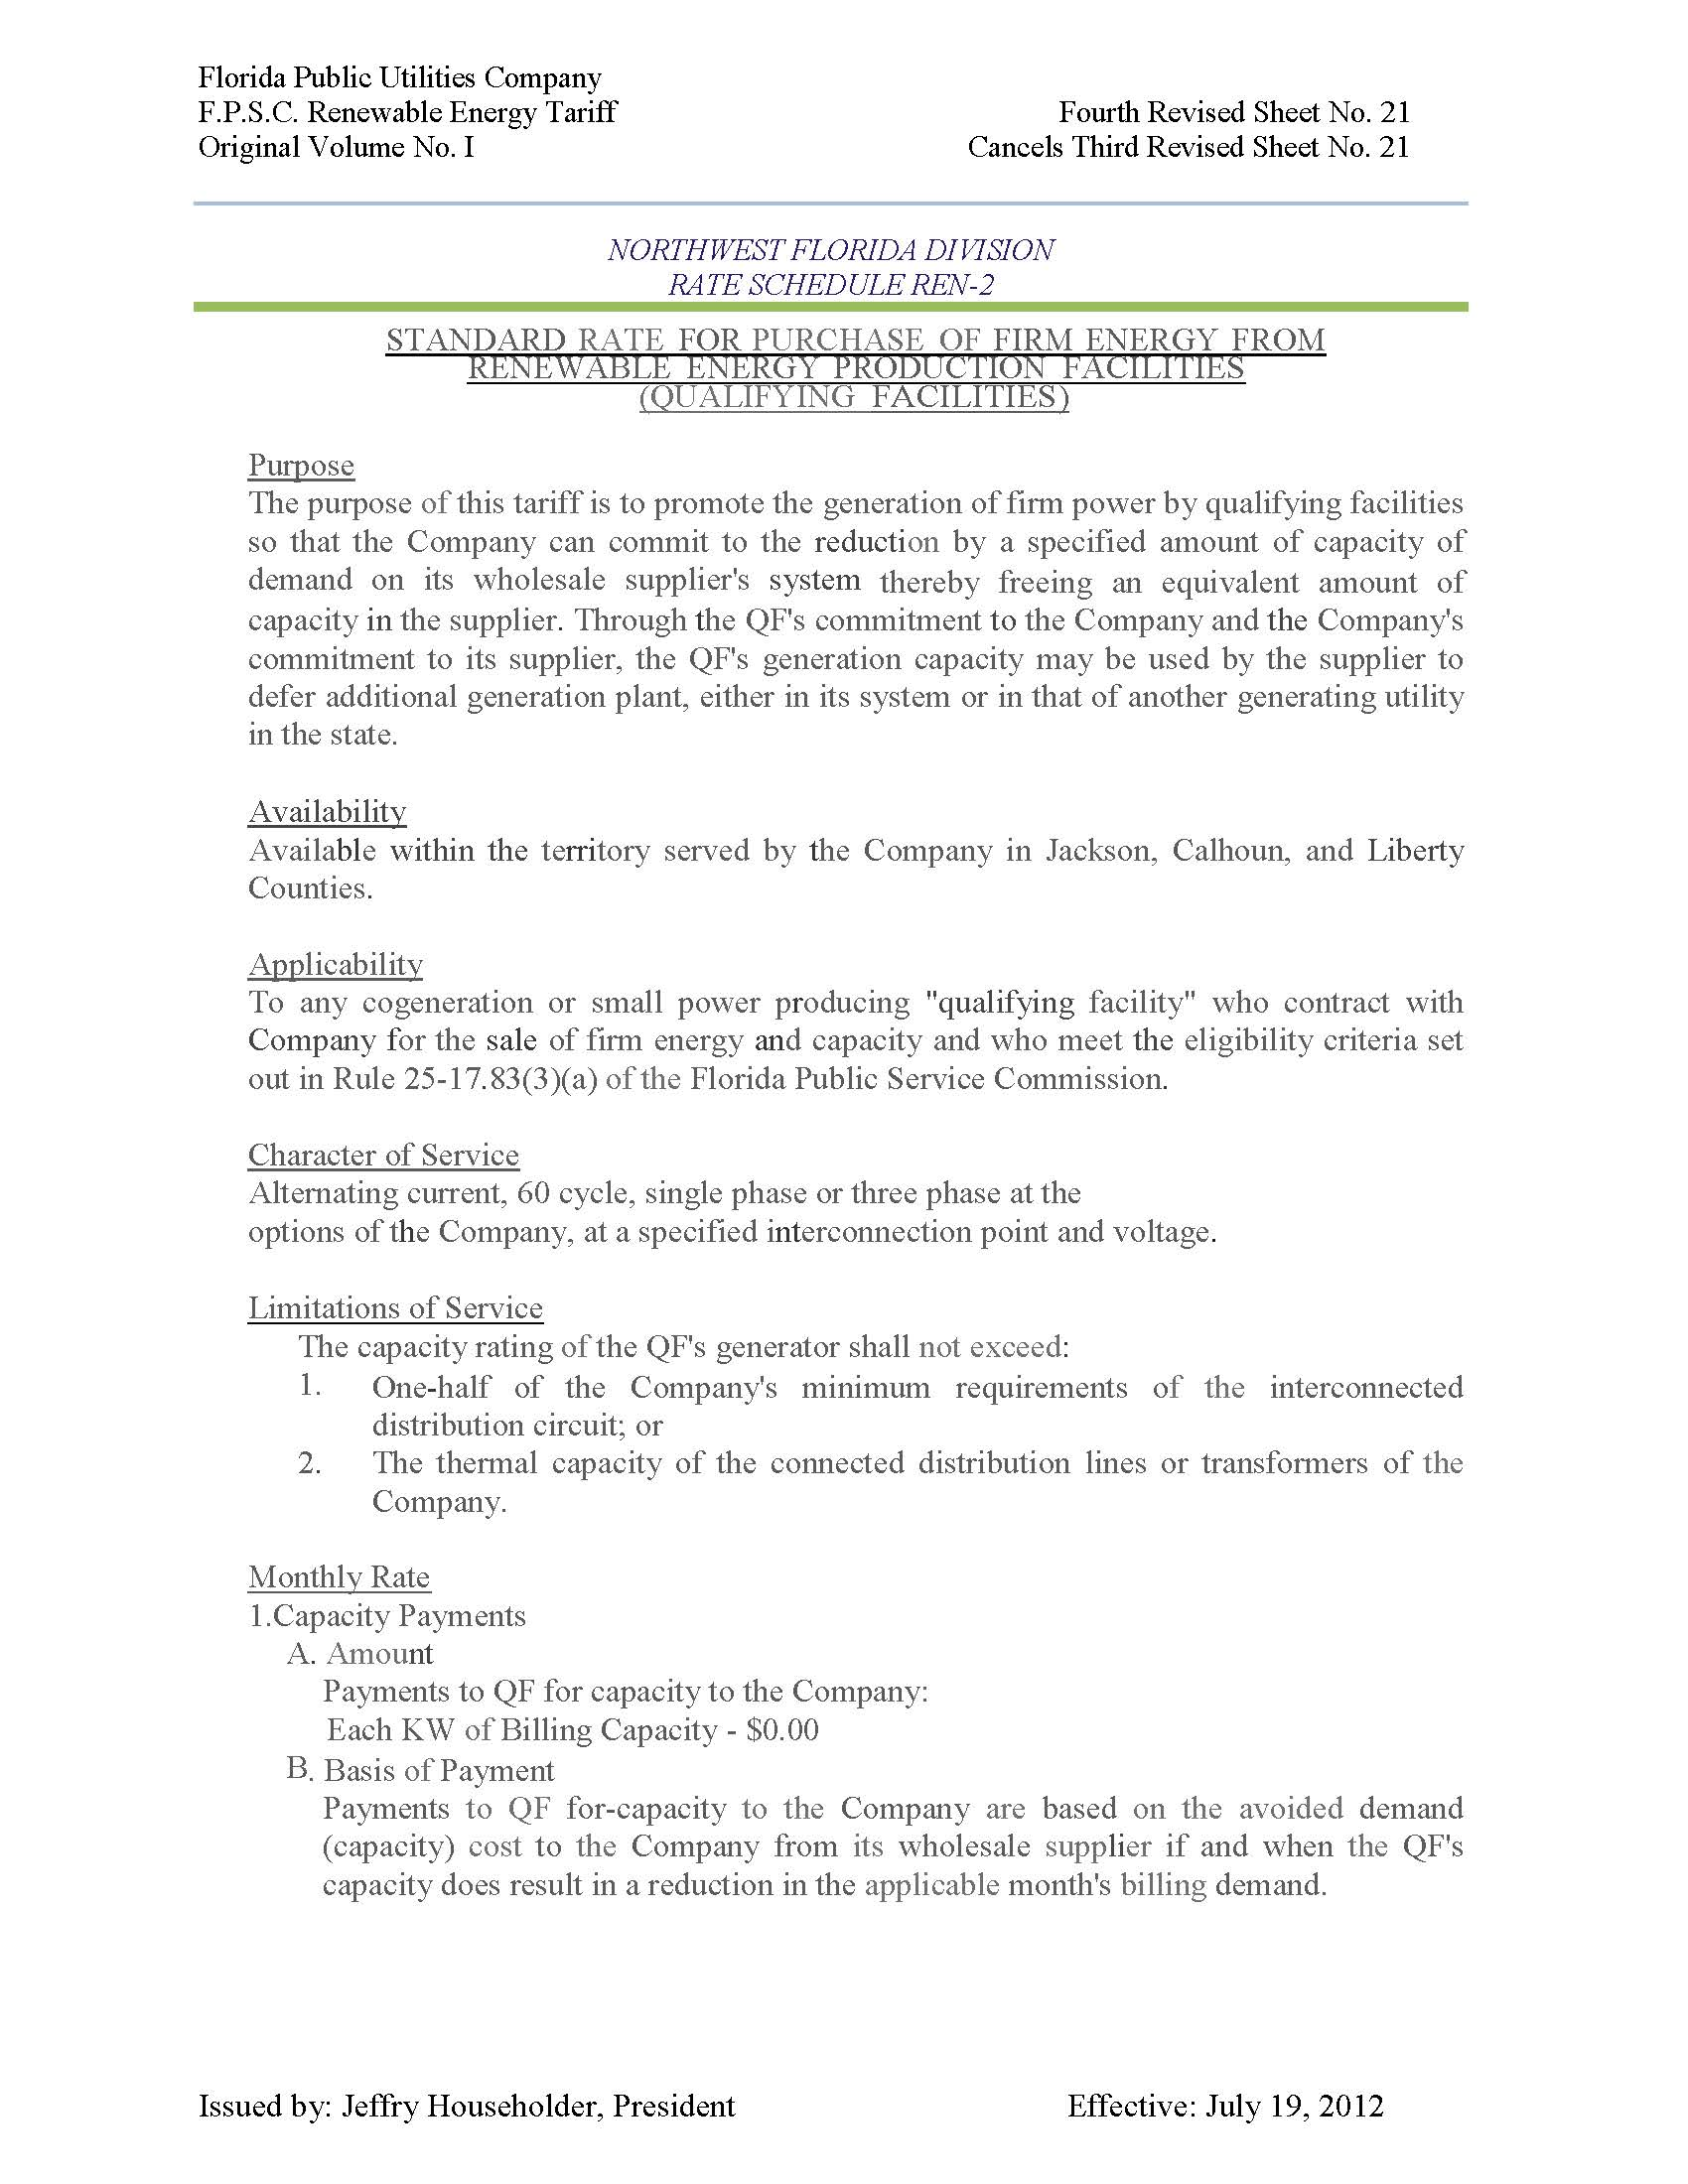 Florida Public Utilities Company
F.P.S.C. Renewable Energy Tariff
Fourth Revised Sheet No. 21
Original Volume No. I
Cancels Third Revised Sheet No. 21
NORTHWEST FLORIDA DIVISION
RATE SCHEDULE REN-2
STANDARD RATE FOR PURCHASE OF FIRM ENERGY FROM
RENEWABLE ENERGY PRODUCTION FACILITIES
(QUALIFYING FACILITIES)
Purpose
The purpose of this tariff is to promote the generation of firm power by qualifying facilities
so that the Company can commit to the reduction by a specified amount of capacity of
demand on its wholesale supplier's system thereby freeing an equivalent amount of
capacity in the supplier. Through the QF's commitment to the Company and the Company's
commitment to its supplier, the QF's generation capacity may be used by the supplier to
defer additional generation plant, either in its system or in that of another generating utility
in the state.
Availability
Available within the territory served by the Company in Jackson, Calhoun, and Liberty
Counties.
Applicability
To any cogeneration or small power producing "qualifying facility" who contract with
Company for the sale of firm energy and capacity and who meet the eligibility criteria set
out in Rule 25-17.83(3)(a) of the Florida Public Service Commission.
Character of Service
Alternating current, 60 cycle, single phase or three phase at the
options of the Company, at a specified interconnection point and voltage.
Limitations of Service
The capacity rating of the QF's generator shall not exceed:
1. One-half of the Company's minimum requirements of the interconnected
distribution circuit; or
2. The thermal capacity of the connected distribution lines or transformers of the
Company.
Monthly Rate
1.Capacity Payments
A. Amount
Payments to QF for capacity to the Company:
Each KW of Billing Capacity - $0.00
B. Basis of Payment
Payments to QF for-capacity to the Company are based on the avoided demand
(capacity) cost to the Company from its wholesale supplier if and when the QF's
capacity does result in a reduction in the applicable month's billing demand.
Issued by: Jeffry Householder, President
Effective: July 19, 2012